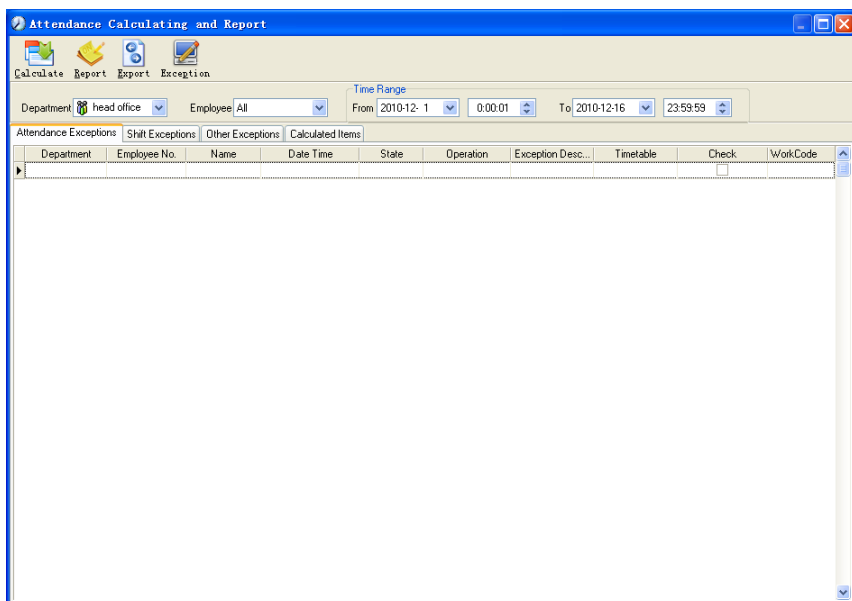 Attendance Calculating and Report
Calculate Report Export Exception
Time Range
Department head office Employee All From 2010-12- 1 0:00:01 To 2010-12-16 23:59:59
Attendance Exceptions Shift Exceptions Other Exceptions Calculated Items
Department Employee No. Name Date Time State Operation Exception Desc... Timetable Check WorkCode